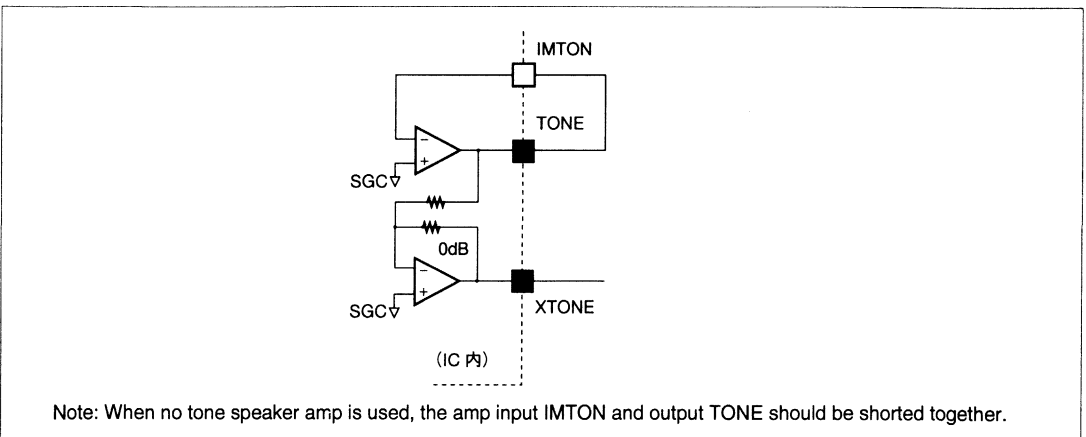 IMTON
TONE
−
+
SGC
0dB
−
+
SGC
XTONE
(IC 内)
Note: When no tone speaker amp is used, the amp input IMTON and output TONE should be shorted together.